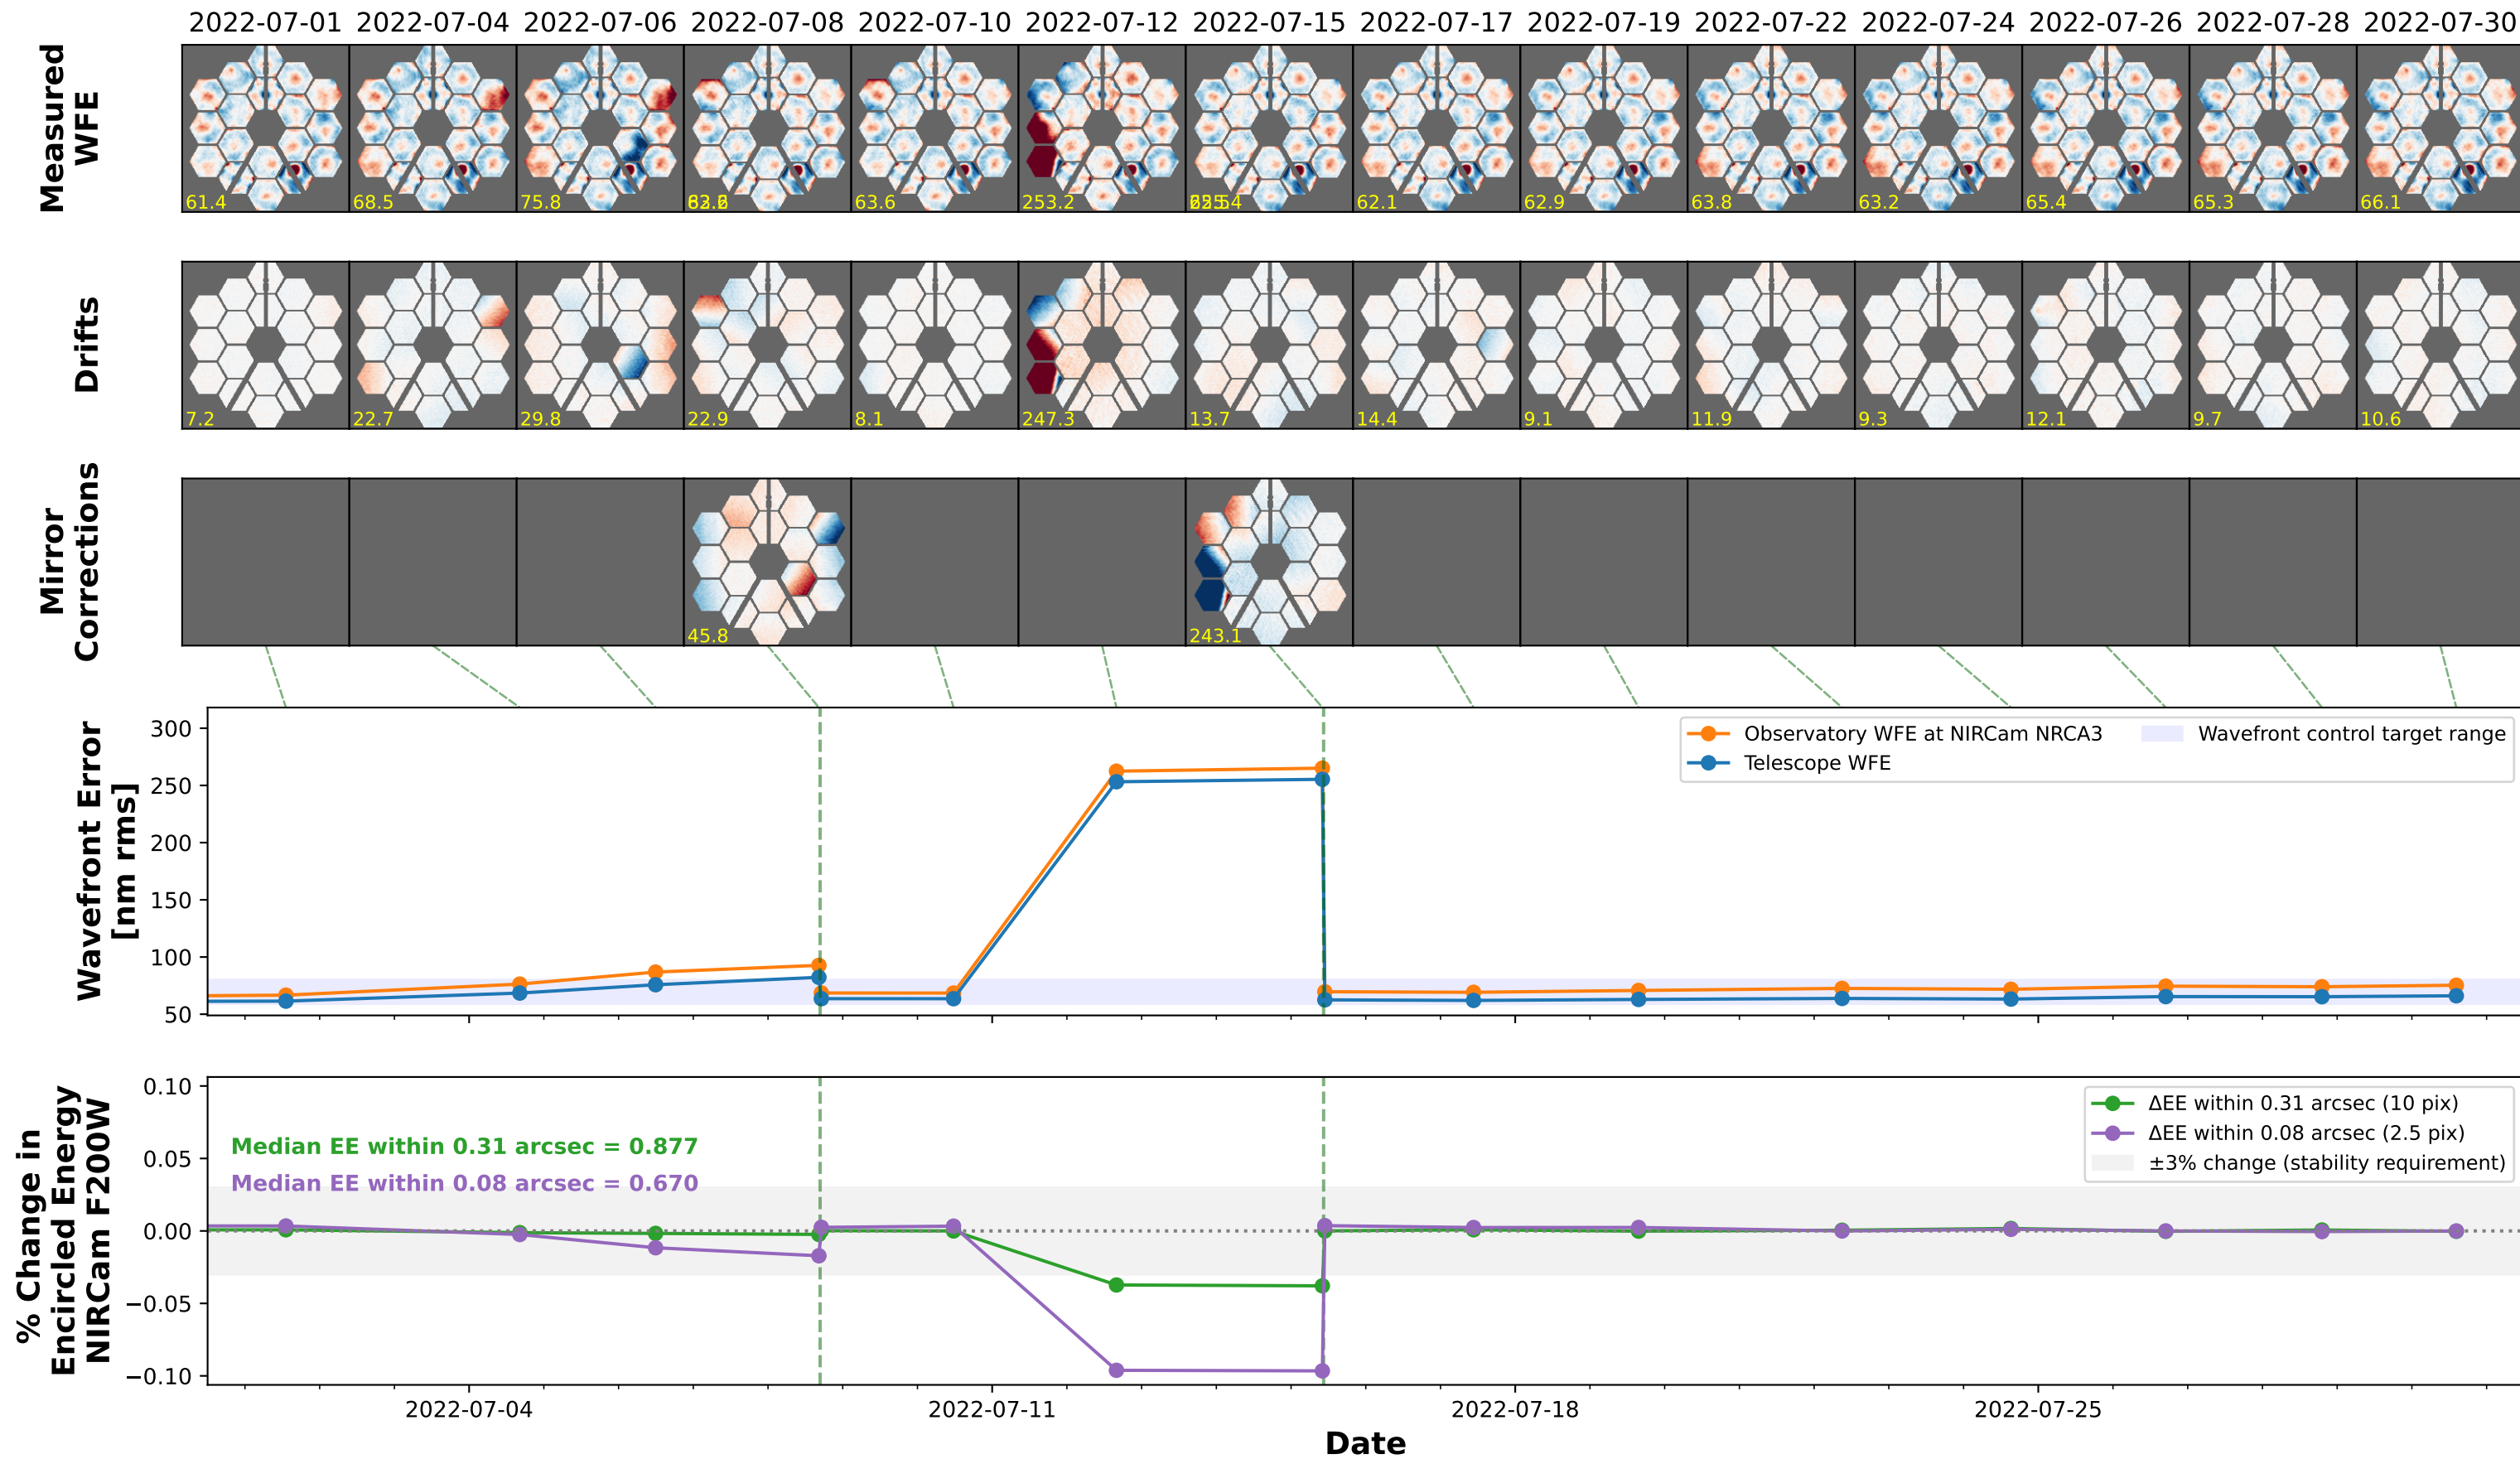 2022-07-01 2022-07-04 2022-07-06 2022-07-08 2022-07-10 2022-07-12 2022-07-15 2022-07-17 2022-07-19 2022-07-22 2022-07-24 2022-07-26 2022-07-28 2022-07-30
Measured
WFE
61.4 68.5 75.8 63.6 253.2 62.1 62.9 63.8 63.2 65.4 65.3 66.1
Drifts
7.2 22.7 29.8 22.9 8.1 247.3 13.7 14.4 9.1 11.9 9.3 12.1 9.7 10.6
Mirror
Corrections
45.8 243.1
Wavefront Error
[nm rms]
300
250
200
150
100
50
Observatory WFE at NIRCam NRCA3
Telescope WFE
Wavefront control target range
% Change in
Encircled Energy
NIRCam F200W
0.10
0.05
0.00
−0.05
−0.10
Median EE within 0.31 arcsec = 0.877
Median EE within 0.08 arcsec = 0.670
ΔEE within 0.31 arcsec (10 pix)
ΔEE within 0.08 arcsec (2.5 pix)
±3% change (stability requirement)
2022-07-04 2022-07-11 2022-07-18 2022-07-25
Date